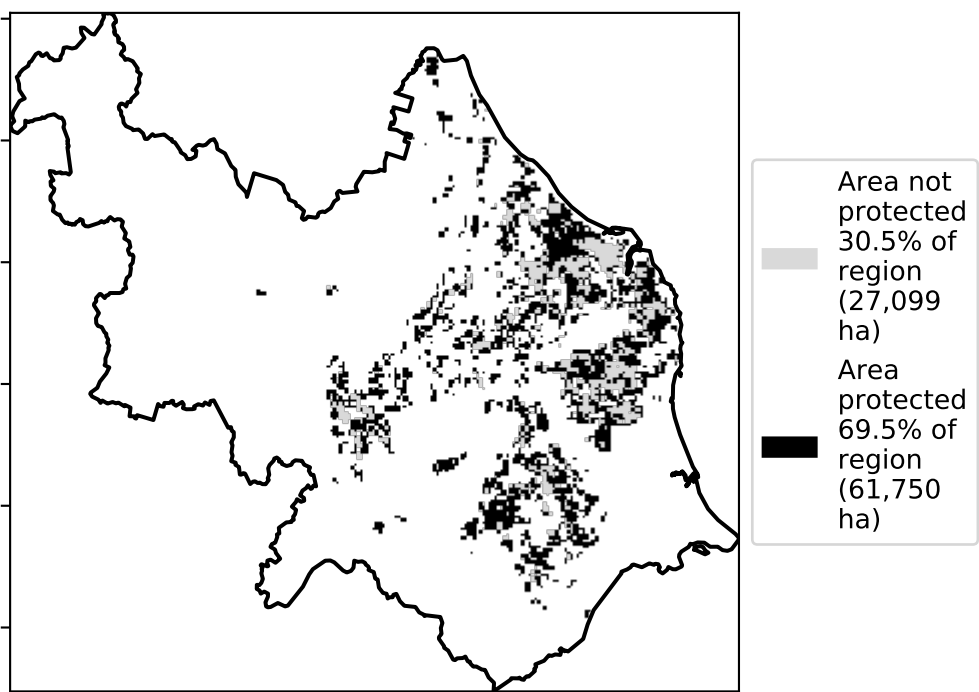 Area not
protected
30.5% of
region
(27,099
ha)
Area
protected
69.5% of
region
(61,750
ha)